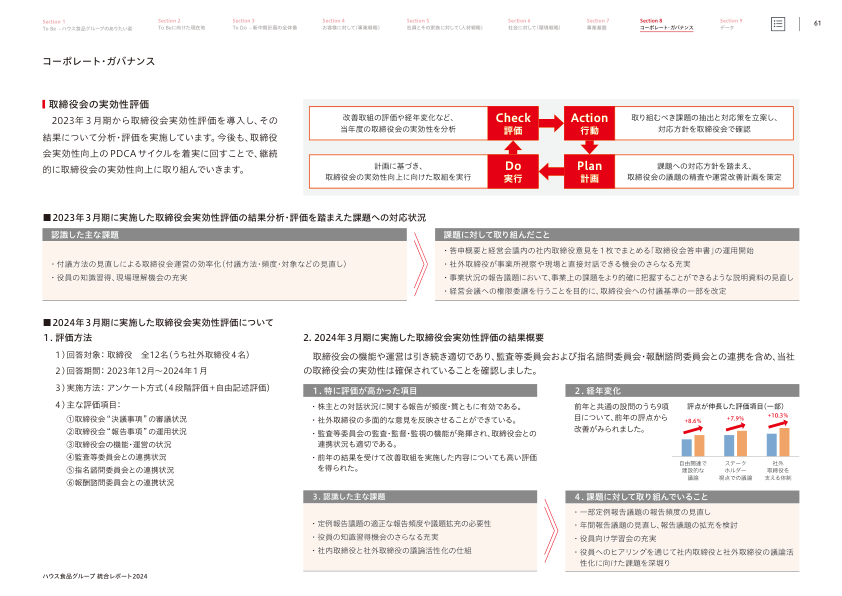 Section 1
To Be −ハウス食品グループのありたい姿
Section 2
To Beに向けた現在地
Section 3
To Do −新中期計画の全体像
Section 4
お客様に対して(事業戦略)
Section 5
社員とその家族に対して(人材戦略)
Section 6
社会に対して(環境戦略)
Section 7
事業基盤
Section 8
コーポレート・ガバナンス
Section 9
データ
61
コーポレート・ガバナンス
取締役会の実効性評価
2023年3月期から取締役会実効性評価を導入し、その
結果について分析・評価を実施しています。今後も、取締役
会実効性向上のPDCAサイクルを着実に回すことで、継続
的に取締役会の実効性向上に取り組んでいきます。
改善取組の評価や経年変化など、
当年度の取締役会の実効性を分析
Check
評価
Action
行動
取り組むべき課題の抽出と対応策を立案し、
対応方針を取締役会で確認
計画に基づき、
取締役会の実効性向上に向けた取組を実行
Do
実行
Plan
計画
課題への対応方針を踏まえ、
取締役会の議題の精査や運営改善計画を策定
■2023年3月期に実施した取締役会実効性評価の結果分析・評価を踏まえた課題への対応状況
認識した主な課題
・付議方法の見直しによる取締役会運営の効率化(付議方法・頻度・対象などの見直し)
・役員の知識習得、現場理解機会の充実
課題に対して取り組んだこと
・答申概要と経営会議内の社内取締役意見を1枚でまとめる「取締役会答申書」の運用開始
・社外取締役が事業所視察や現場と直接対話できる機会のさらなる充実
・事業状況の報告議題において、事業上の課題をより的確に把握することができるような説明資料の見直し
・経営会議への権限委譲を行うことを目的に、取締役会への付議基準の一部を改定
■2024年3月期に実施した取締役会実効性評価について
1. 評価方法
1)回答対象: 取締役 全12名(うち社外取締役4名)
2)回答期間: 2023年12月〜2024年1月
3)実施方法: アンケート方式(4段階評価+自由記述評価)
4)主な評価項目:
①取締役会“決議事項”の審議状況
②取締役会“報告事項”の運用状況
③取締役会の機能・運営の状況
④監査等委員会との連携状況
⑤指名諮問委員会との連携状況
⑥報酬諮問委員会との連携状況
2. 2024年3月期に実施した取締役会実効性評価の結果概要
取締役会の機能や運営は引き続き適切であり、監査等委員会および指名諮問委員会・報酬諮問委員会との連携を含め、当社
の取締役会の実効性は確保されていることを確認しました。
1. 特に評価が高かった項目
・株主との対話状況に関する報告が頻度・質ともに有効である。
・社外取締役の多面的な意見を反映させることができている。
・監査等委員会の監査・監督・監視の機能が発揮され、取締役会との
連携状況も適切である。
・前年の結果を受けて改善取組を実施した内容についても高い評価
を得られた。
2. 経年変化
前年と共通の設問のうち9項
目について、前年の評点から
改善がみられました。
評点が伸長した評価項目(一部)
+8.6%
+7.9%
+10.3%
自由闊達で
建設的な
議論
ステーク
ホルダー
視点での議論
社外
取締役を
支える体制
3. 認識した主な課題
・定例報告議題の適正な報告頻度や議題拡充の必要性
・役員の知識習得機会のさらなる充実
・社内取締役と社外取締役の議論活性化の仕組
4. 課題に対して取り組んでいること
・一部定例報告議題の報告頻度の見直し
・年間報告議題の見直し、報告議題の拡充を検討
・役員向け学習会の充実
・役員へのヒアリングを通じて社内取締役と社外取締役の議論活
性化に向けた課題を深堀り
ハウス食品グループ 統合レポート2024